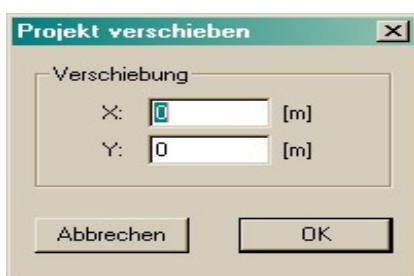 Projekt verschieben
Verschiebung
X: 0 [m]
Y: 0 [m]
Abbrechen OK